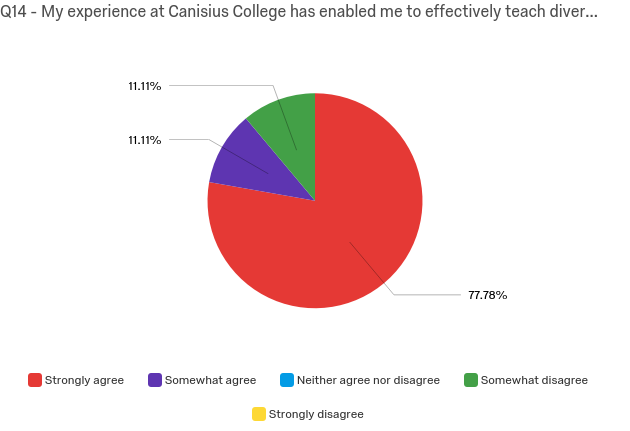 Q14 - My experience at Canisius College has enabled me to effectively teach diver...
11.11%
11.11%
77.78%
Strongly agree
Somewhat agree
Neither agree nor disagree
Somewhat disagree
Strongly disagree